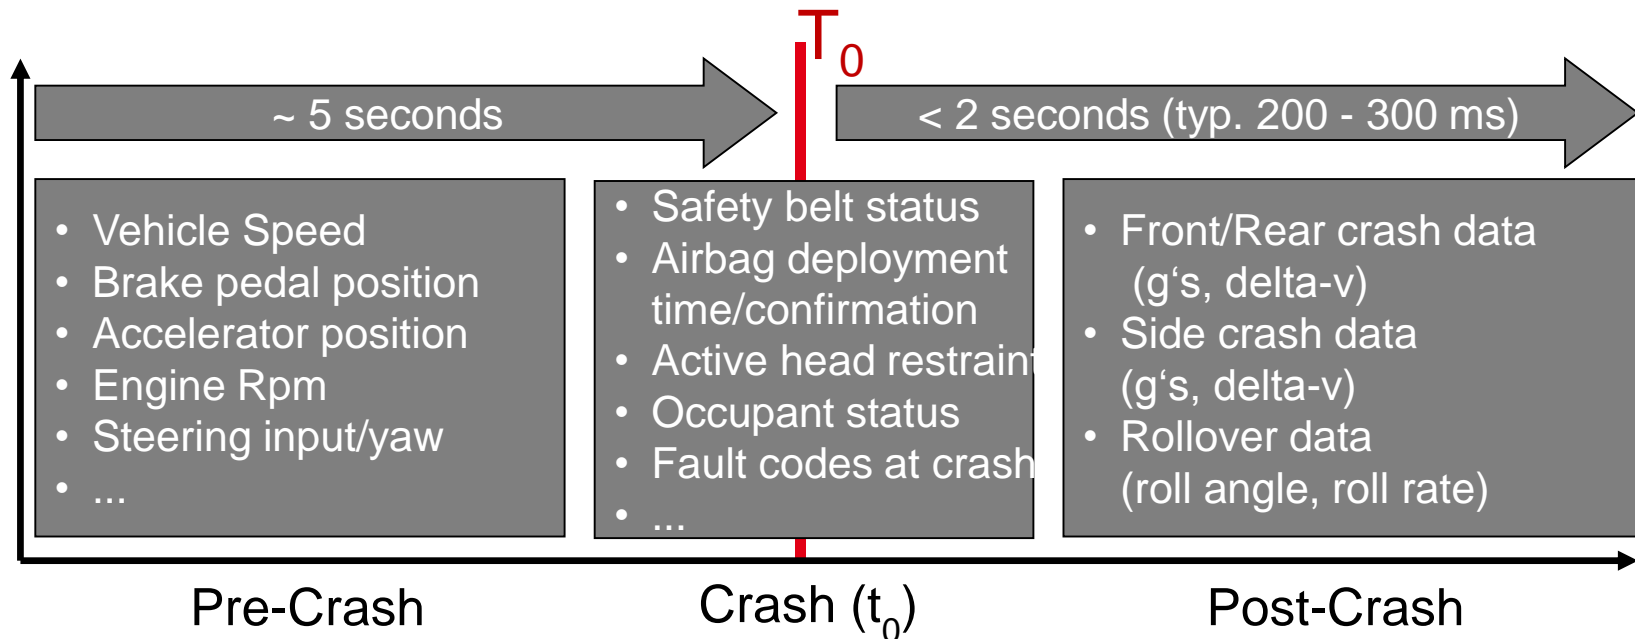 T0
~ 5 seconds
< 2 seconds (typ. 200 - 300 ms)
• Vehicle Speed
• Brake pedal position
• Accelerator position
• Engine Rpm
• Steering input/yaw
• ...
• Safety belt status
• Airbag deployment
time/confirmation
• Active head restraint
• Occupant status
• Fault codes at crash
• ...
• Front/Rear crash data
(g‘s, delta-v)
• Side crash data
(g‘s, delta-v)
• Rollover data
(roll angle, roll rate)
Pre-Crash
Crash (t0)
Post-Crash